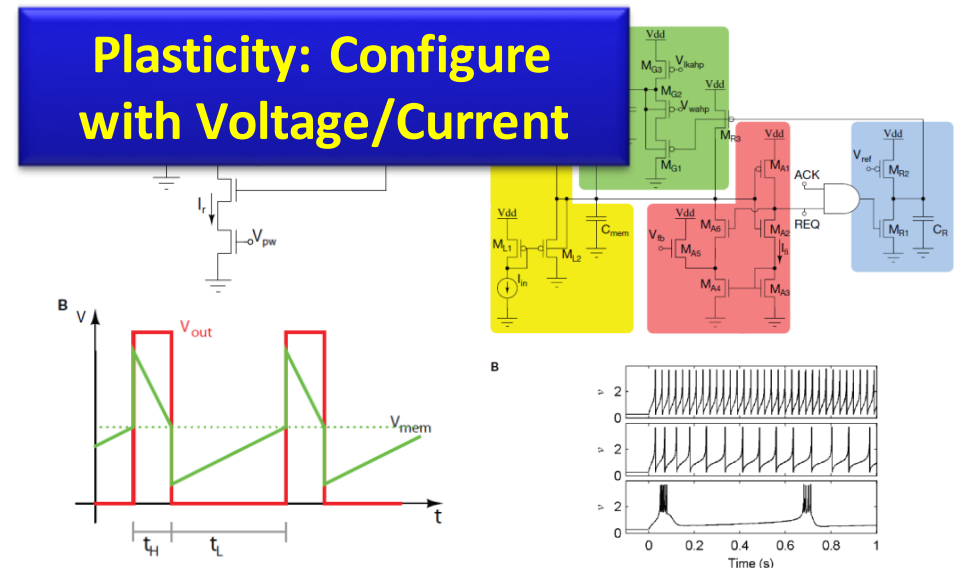 Plasticity: Configure
with Voltage/Current
Vdd
M_G3
V_lkahp
M_G2
V_wahp
M_G1
Vdd
M_R3
Vdd
M_A1
ACK
REQ
Vdd
V_ref
M_R2
M_R1
C_R
I_r
V_pw
Vdd
M_L1
M_L2
I_in
C_mem
Vdd
V_fb
M_A5
M_A6
M_A2
I_fb
M_A4
M_A3
B
V
V_out
V_mem
t
t_H
t_L
B
v
2
0
v
2
0
v
2
0
0 0.2 0.4 0.6 0.8 1
Time (s)